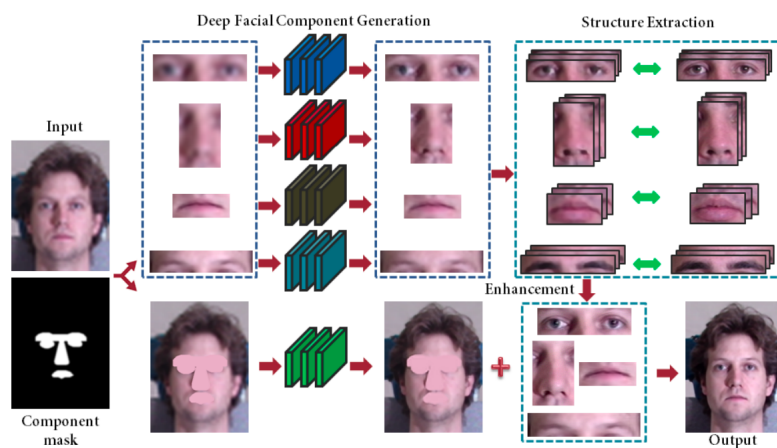 Deep Facial Component Generation
Structure Extraction
Input
Component
mask
Enhancement
Output